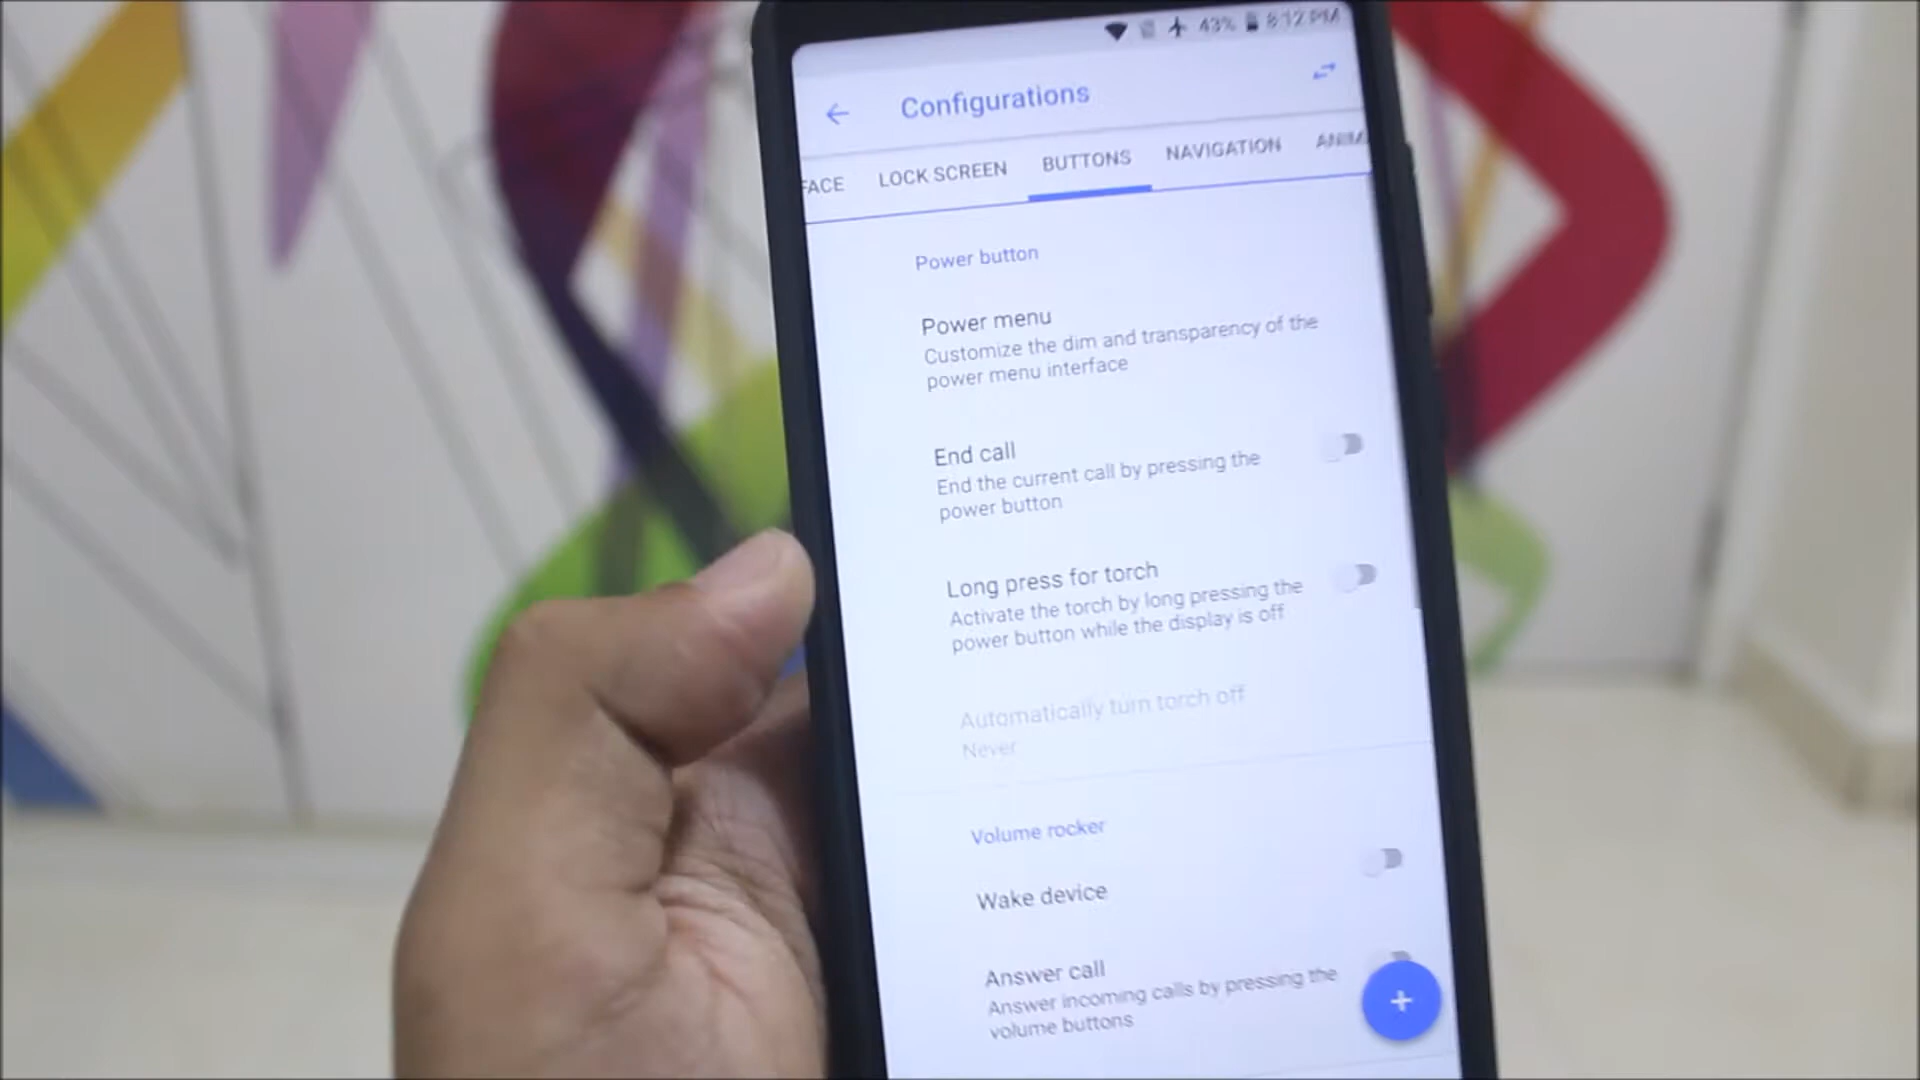 43% 8:12 PM
Configurations
FACE LOCK SCREEN BUTTONS NAVIGATION ANIMA
Power button
Power menu
Customize the dim and transparency of the
power menu interface
End call
End the current call by pressing the
power button
Long press for torch
Activate the torch by long pressing the
power button while the display is off
Automatically turn torch off
Never
Volume rocker
Wake device
Answer call
Answer incoming calls by pressing the
volume buttons